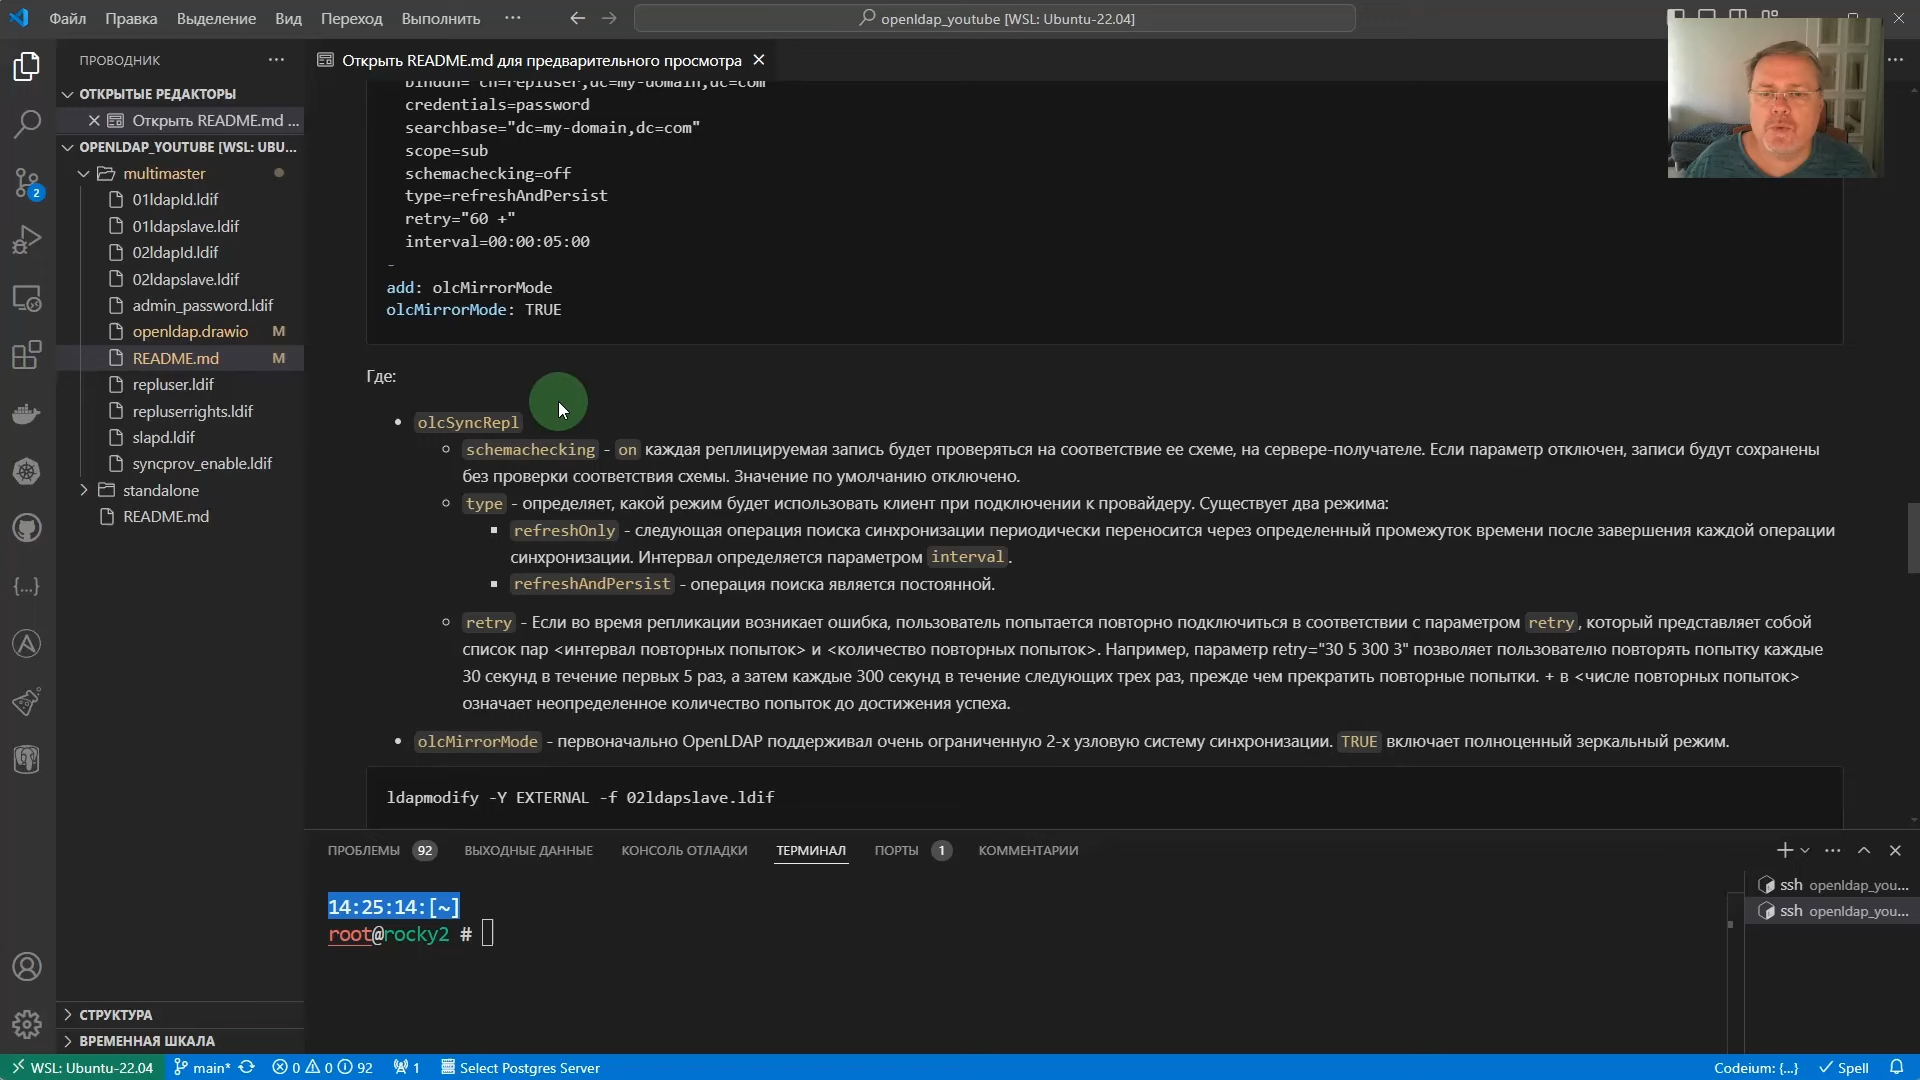 Файл Правка Выделение Вид Переход Выполнить ···
openldap_youtube [WSL: Ubuntu-22.04]
ПРОВОДНИК
ОТКРЫТЫЕ РЕДАКТОРЫ
Открыть README.md ...
OPENLDAP_YOUTUBE [WSL: UBU...
multimaster
01ldapId.ldif
01ldapslave.ldif
02ldapId.ldif
02ldapslave.ldif
admin_password.ldif
openldap.drawio M
README.md M
repluser.ldif
repluserrights.ldif
slapd.ldif
syncprov_enable.ldif
standalone
README.md
СТРУКТУРА
ВРЕМЕННАЯ ШКАЛА
2
Открыть README.md для предварительного просмотра
binddn="cn=repluser,dc=my-domain,dc=com"
credentials=password
searchbase="dc=my-domain,dc=com"
scope=sub
schemachecking=off
type=refreshAndPersist
retry="60 +"
interval=00:00:05:00
-
add: olcMirrorMode
olcMirrorMode: TRUE
Где:
• olcSyncRepl
schemachecking - on каждая реплицируемая запись будет проверяться на соответствие ее схеме, на сервере-получателе. Если параметр отключен, записи будут сохранены
без проверки соответствия схемы. Значение по умолчанию отключено.
type - определяет, какой режим будет использовать клиент при подключении к провайдеру. Существует два режима:
refreshOnly - следующая операция поиска синхронизации периодически переносится через определенный промежуток времени после завершения каждой операции
синхронизации. Интервал определяется параметром interval.
refreshAndPersist - операция поиска является постоянной.
retry - Если во время репликации возникает ошибка, пользователь попытается повторно подключиться в соответствии с параметром retry, который представляет собой
список пар <интервал повторных попыток> и <количество повторных попыток>. Например, параметр retry="30 5 300 3" позволяет пользователю повторять попытку каждые
30 секунд в течение первых 5 раз, а затем каждые 300 секунд в течение следующих трех раз, прежде чем прекратить повторные попытки. + в <числе повторных попыток>
означает неопределенное количество попыток до достижения успеха.
• olcMirrorMode - первоначально OpenLDAP поддерживал очень ограниченную 2-х узловую систему синхронизации. TRUE включает полноценный зеркальный режим.
ldapmodify -Y EXTERNAL -f 02ldapslave.ldif
ПРОБЛЕМЫ 92 ВЫХОДНЫЕ ДАННЫЕ КОНСОЛЬ ОТЛАДКИ ТЕРМИНАЛ ПОРТЫ 1 КОММЕНТАРИИ
14:25:14:[~]
root@rocky2 #
ssh openldap_you...
ssh openldap_you...
WSL: Ubuntu-22.04 main* 0 0 92 1 Select Postgres Server Codeium: {...} Spell